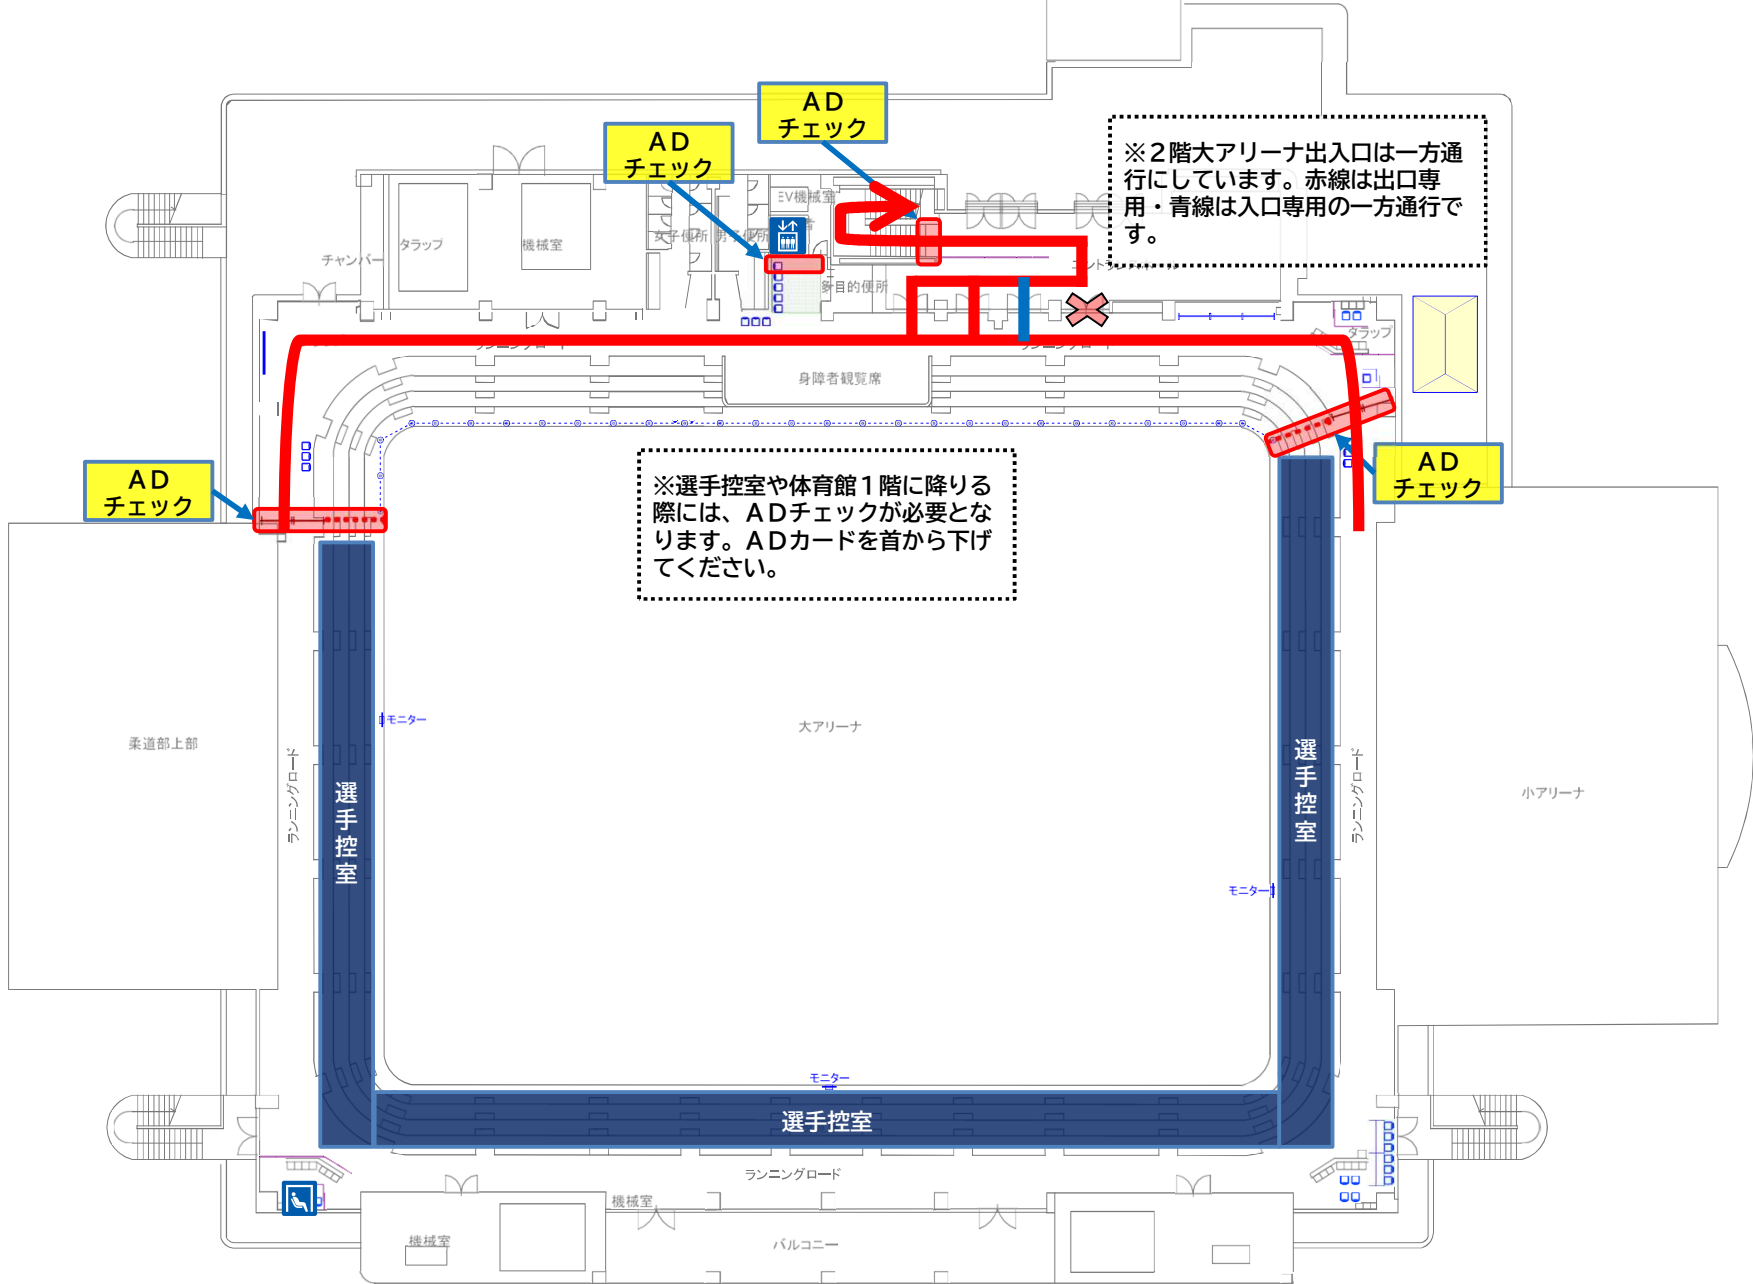 AD
チェック
AD
チェック
※2階大アリーナ出入口は一方通
行にしています。赤線は出口専
用・青線は入口専用の一方通行で
す。
EV機械室
女子便所
男子便所
タラップ
機械室
チャンバー
多目的便所
タラップ
身障者観覧席
※選手控室や体育館1階に降りる
際には、ADチェックが必要とな
ります。ADカードを首から下げ
てください。
AD
チェック
AD
チェック
モニター
大アリーナ
柔道部上部
ランニングロード
選手控室
選手控室
ランニングロード
小アリーナ
モニター
モニター
選手控室
ランニングロード
機械室
機械室
バルコニー